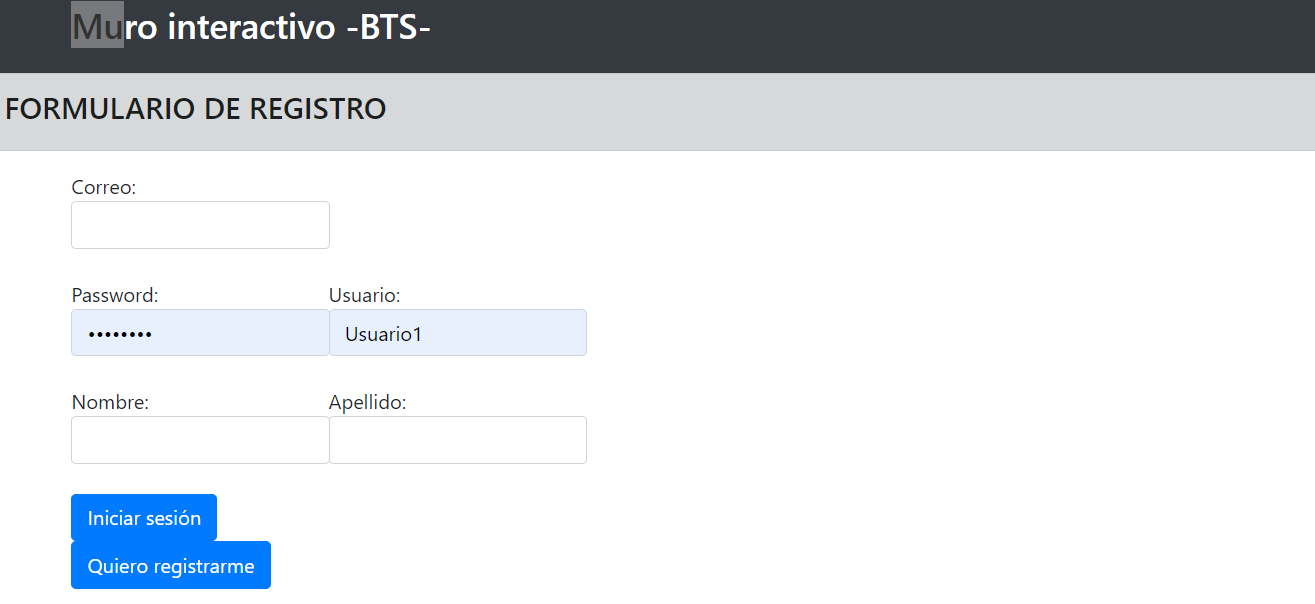 Muro interactivo -BTS-
FORMULARIO DE REGISTRO
Correo:
Password: Usuario:
•••••••• Usuario1
Nombre: Apellido:
Iniciar sesión
Quiero registrarme